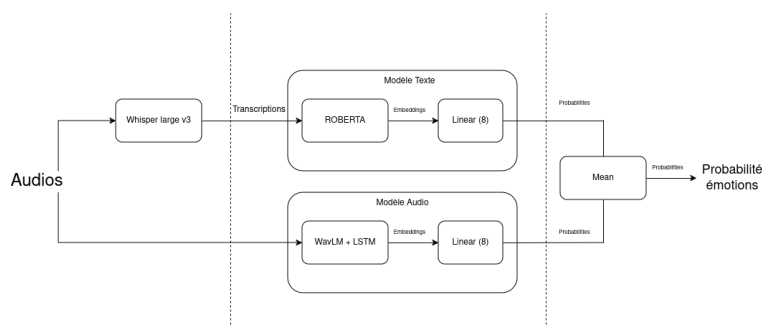 Modèle Texte
Probabilities
Transcriptions
Embeddings
Whisper large v3
ROBERTA
Linear (8)
Audios
Mean
Probabilities
Probabilité
émotions
Modèle Audio
Embeddings
Probabilities
WavLM + LSTM
Linear (8)